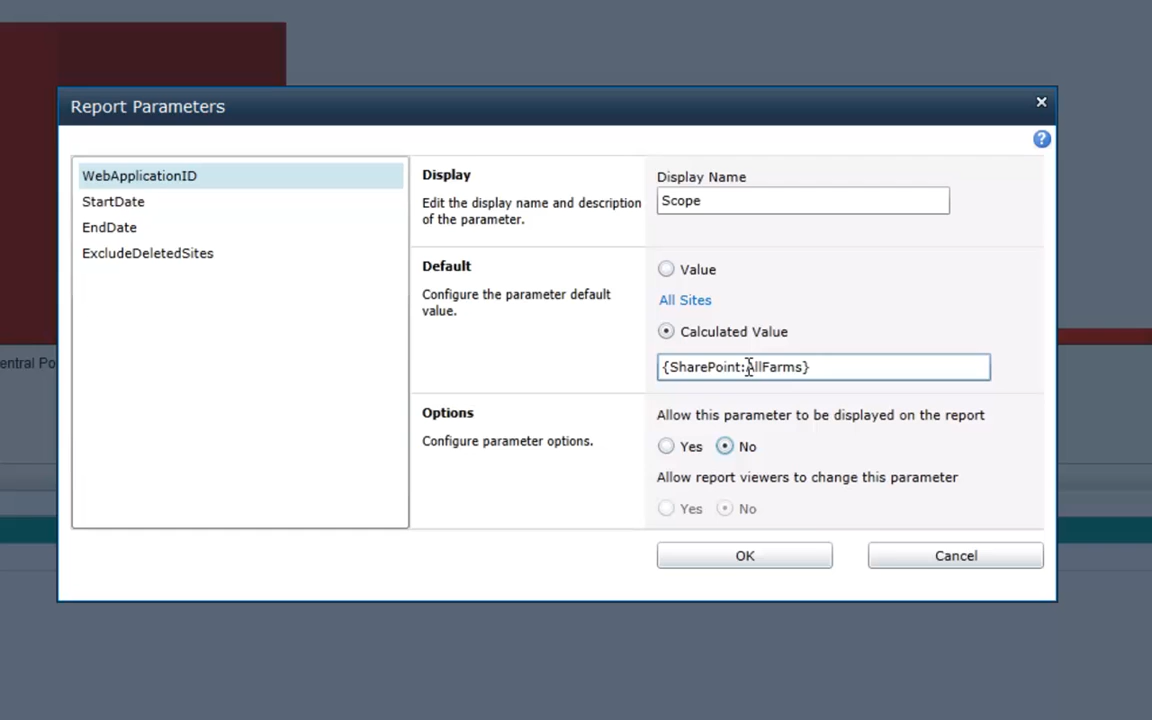 Report Parameters
WebApplicationID
StartDate
EndDate
ExcludeDeletedSites
Display
Edit the display name and description
of the parameter.
Display Name
Scope
Default
Configure the parameter default
value.
Value
All Sites
Calculated Value
{SharePoint:AllFarms}
Options
Configure parameter options.
Allow this parameter to be displayed on the report
Yes No
Allow report viewers to change this parameter
Yes No
OK Cancel
entral Po